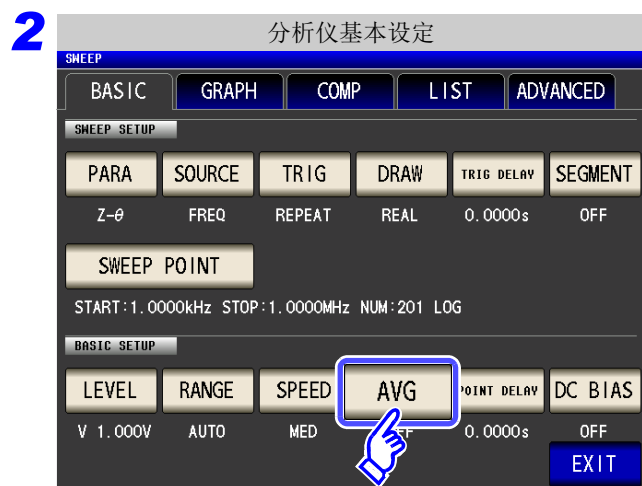 2
分析仪基本设定
SWEEP
BASIC GRAPH COMP LIST ADVANCED
SWEEP SETUP
PARA SOURCE TRIG DRAW TRIG DELAY SEGMENT
Z-θ FREQ REPEAT REAL 0.0000s OFF
SWEEP POINT
START:1.0000kHz STOP:1.0000MHz NUM:201 LOG
BASIC SETUP
LEVEL RANGE SPEED AVG POINT DELAY DC BIAS
V 1.000V AUTO MED 0.0000s OFF
EXIT